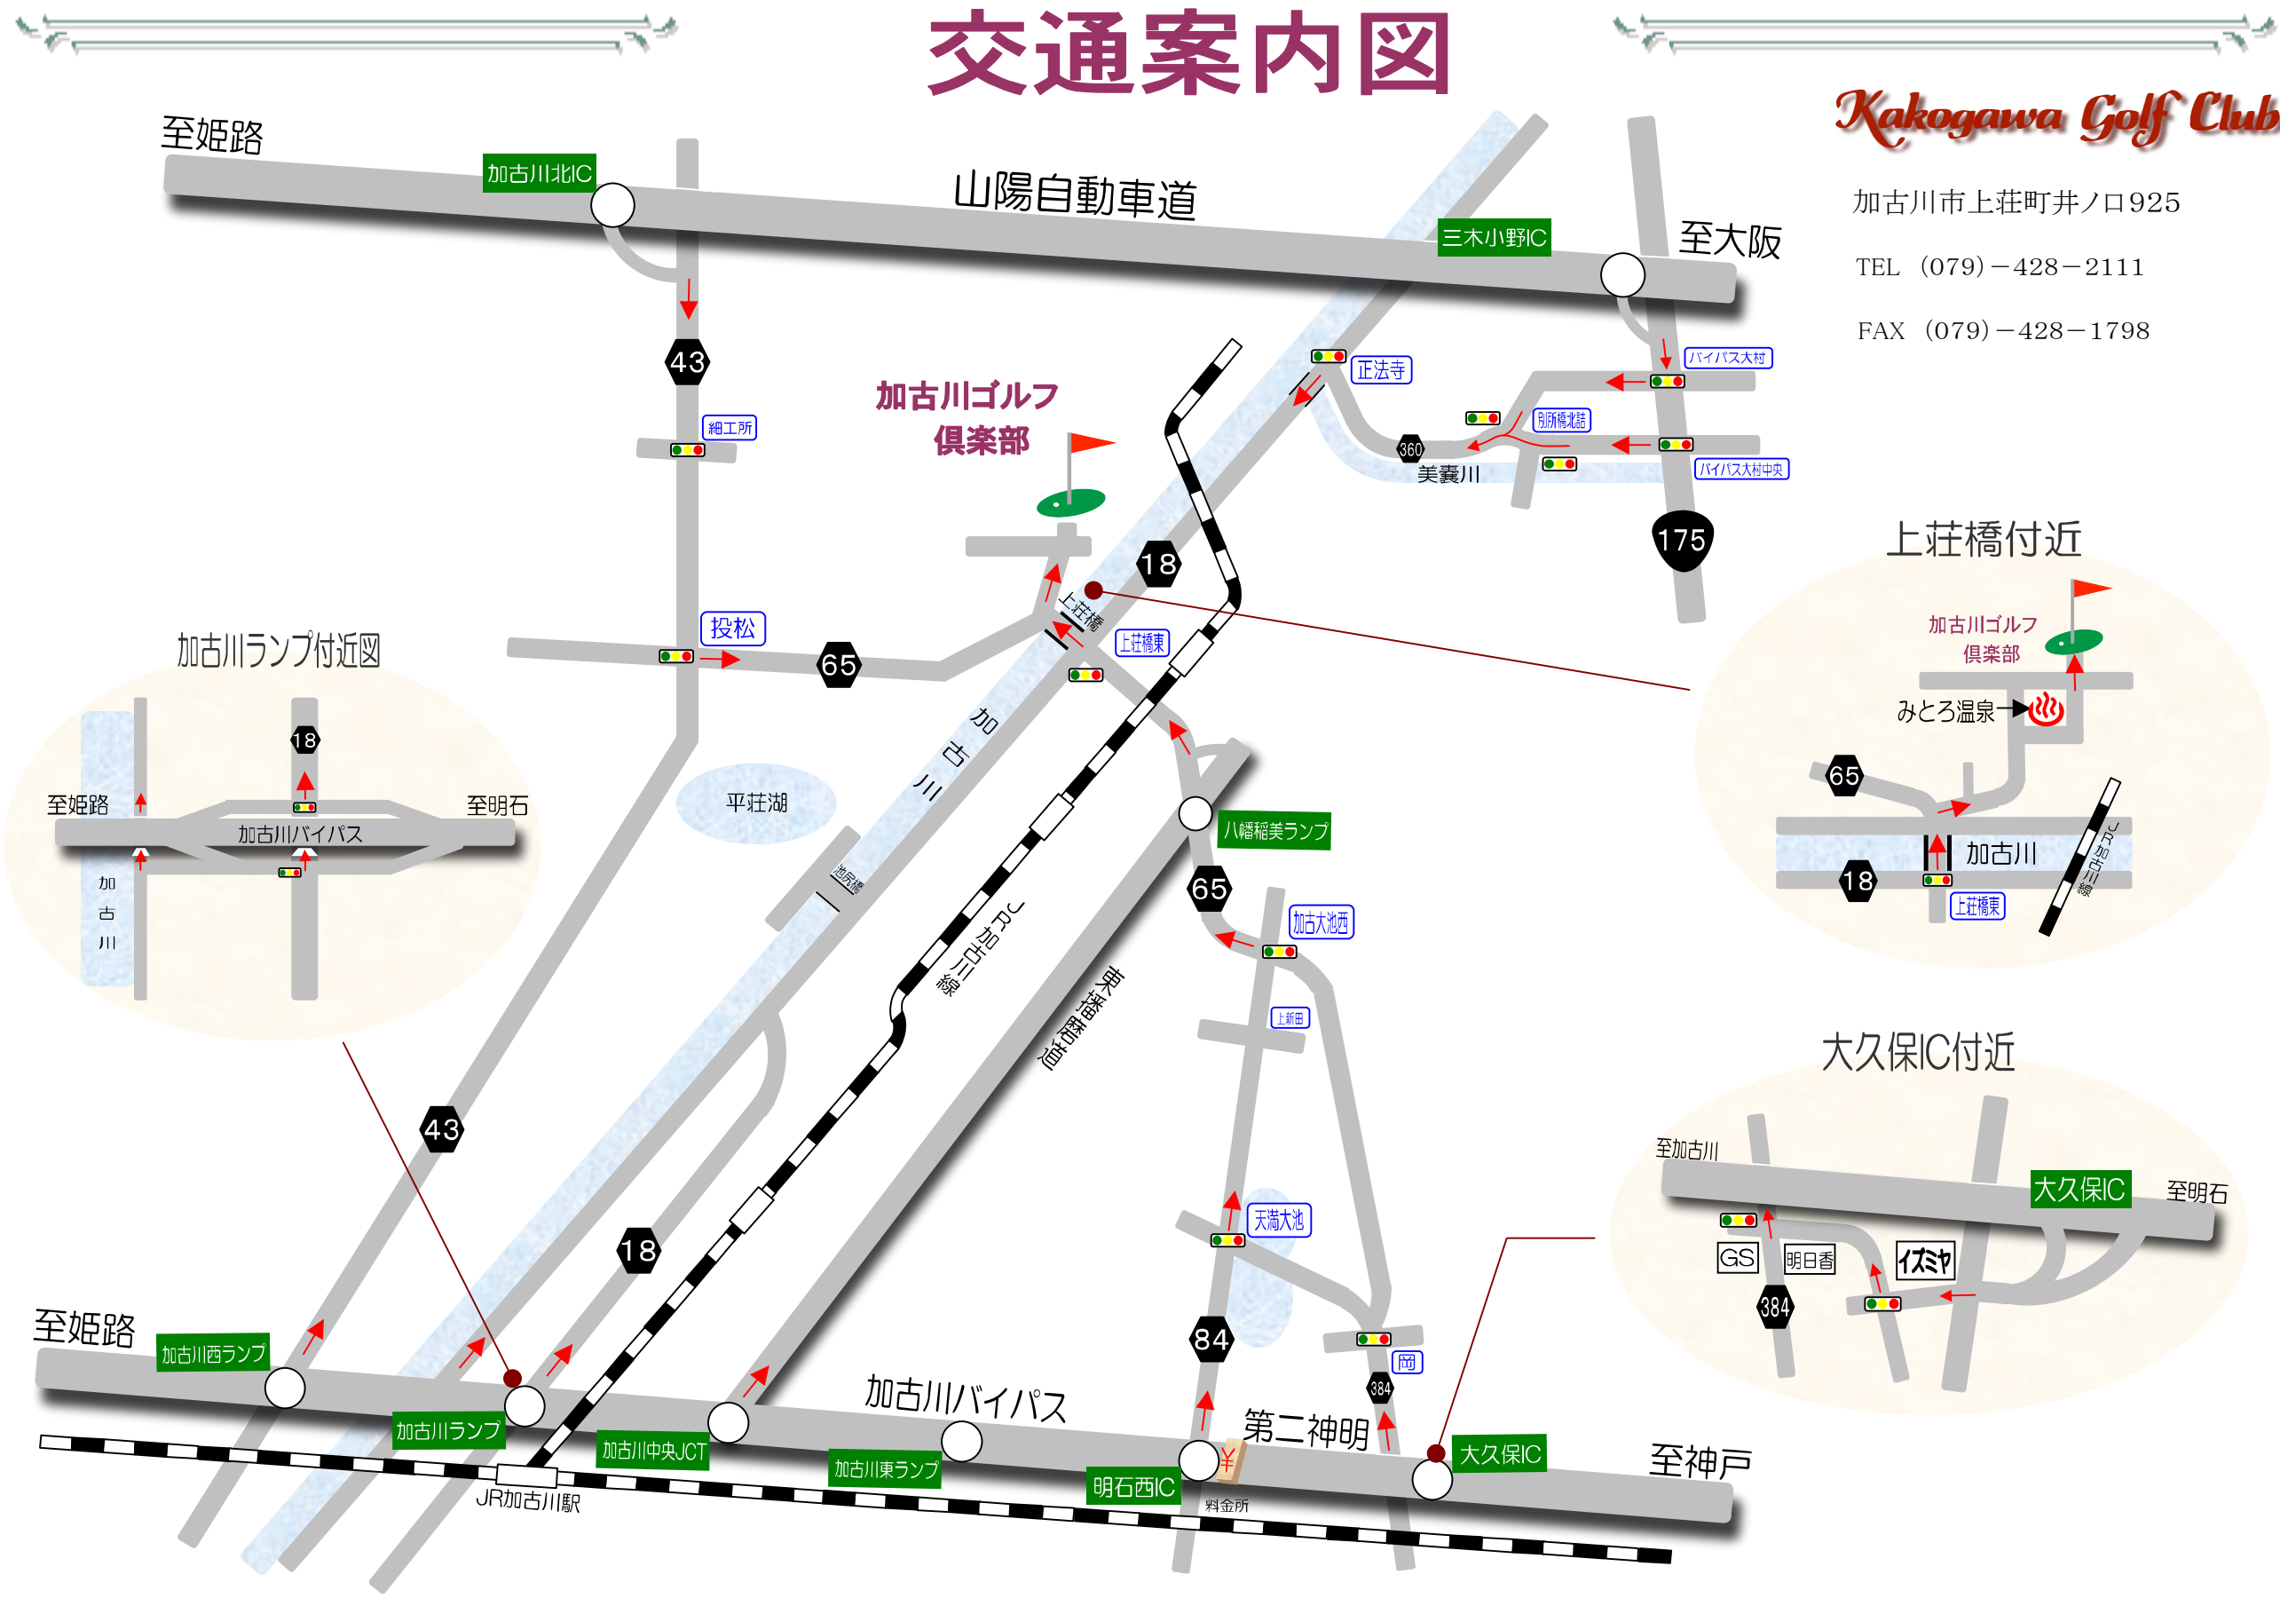 交通案内図
Kakogawa Golf Club
加古川市上荘町井ノ口925
TEL (079)-428-2111
FAX (079)-428-1798
至姫路
加古川北IC
山陽自動車道
三木小野IC
至大阪
43
細工所
加古川ゴルフ
倶楽部
正法寺
バイパス大村
別所橋北詰
360
美嚢川
バイパス大村中央
175
18
上荘橋
上荘橋東
投松
65
加古川
平荘湖
池尻橋
JR加古川線
東播磨道
八幡稲美ランプ
65
加古大池西
上新田
天満大池
84
岡
384
43
18
至姫路
加古川西ランプ
加古川ランプ
加古川中央JCT
加古川バイパス
加古川東ランプ
明石西IC
第二神明
料金所
¥
大久保IC
至神戸
JR加古川駅
加古川ランプ付近図
18
至姫路
至明石
加古川バイパス
加古川
上荘橋付近
加古川ゴルフ
倶楽部
みとろ温泉
65
加古川
18
上荘橋東
JR加古川線
大久保IC付近
至加古川
大久保IC
至明石
GS
明日香
イズミヤ
384